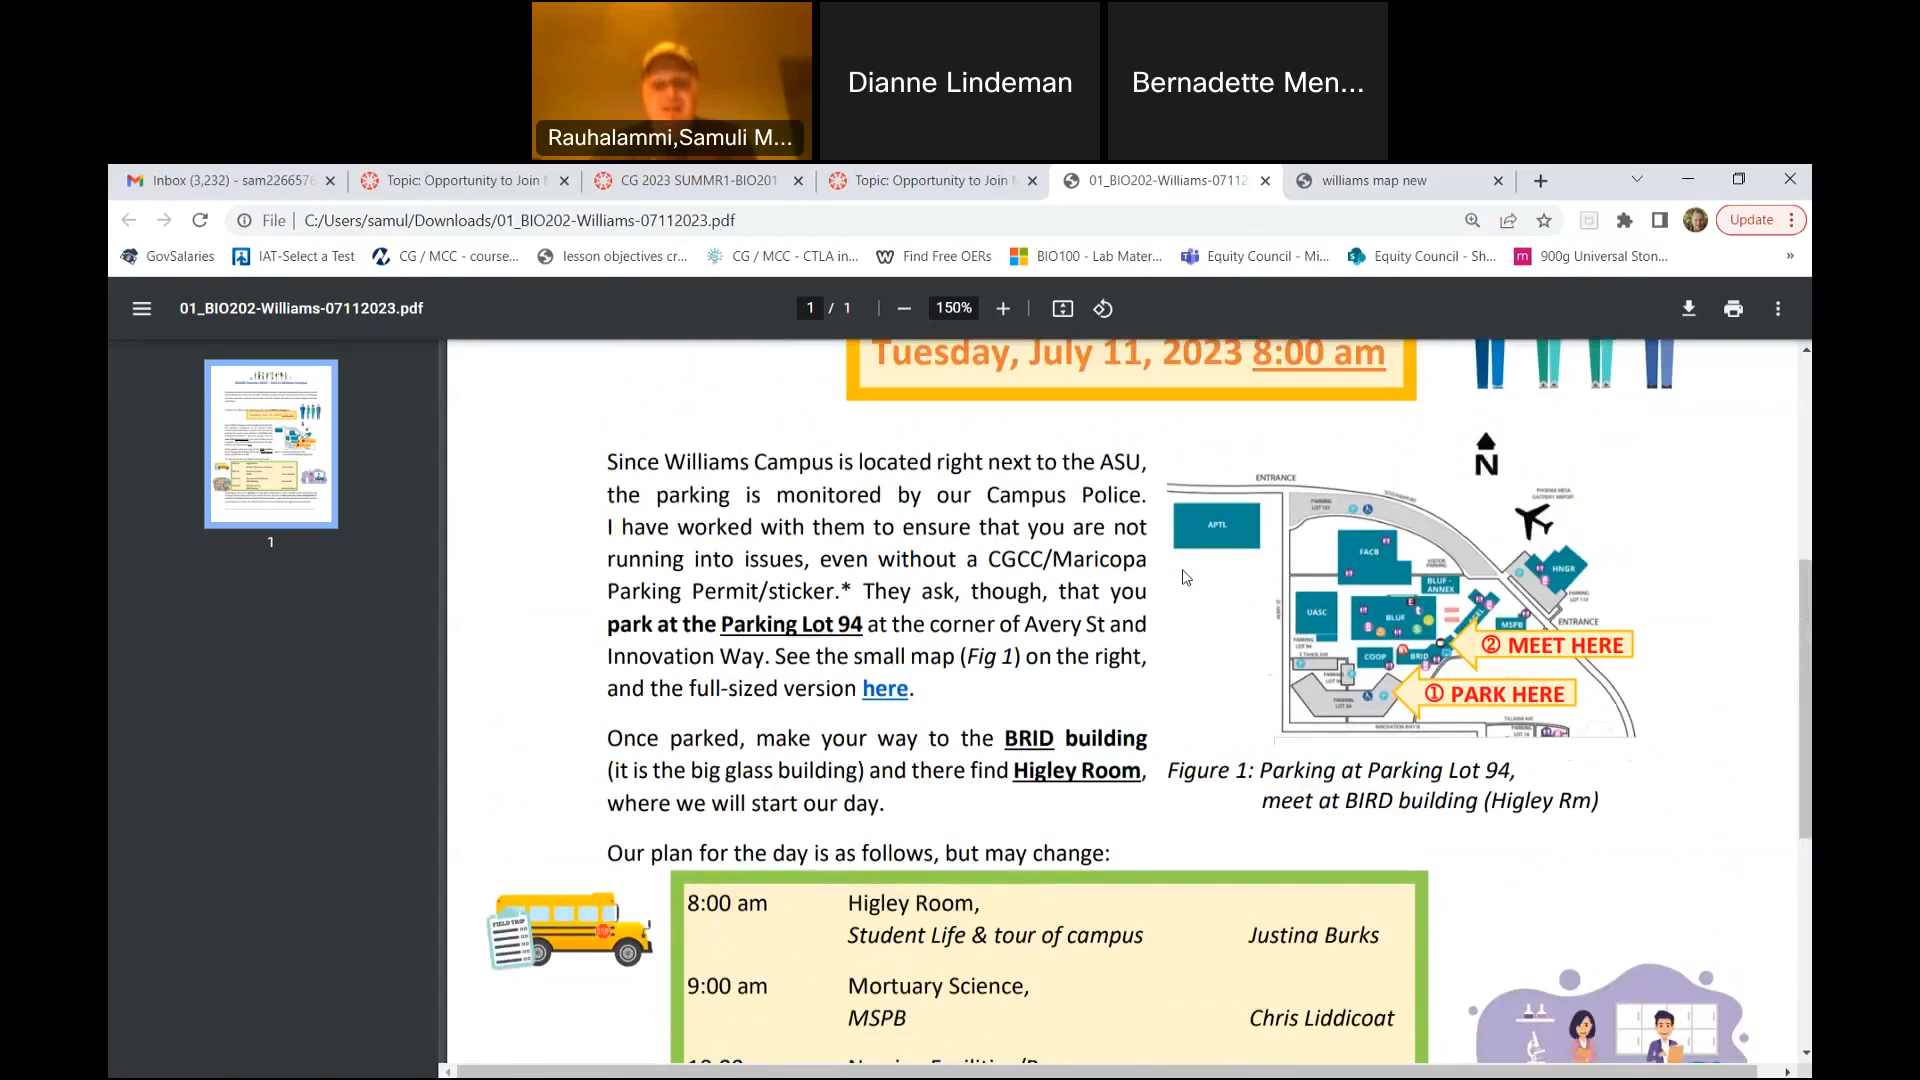 Dianne Lindeman
Bernadette Men...
Rauhalammi,Samuli M...
Inbox (3,232) - sam2266576
Topic: Opportunity to Join
CG 2023 SUMMR1-BIO201
Topic: Opportunity to Join
01_BIO202-Williams-07112
williams map new
File
C:/Users/samul/Downloads/01_BIO202-Williams-07112023.pdf
Update
GovSalaries
IAT-Select a Test
CG / MCC - course...
lesson objectives cr...
CG / MCC - CTLA in...
Find Free OERs
BIO100 - Lab Mater...
Equity Council - Mi...
Equity Council - Sh...
900g Universal Ston...
»
01_BIO202-Williams-07112023.pdf
1 / 1
150%
1
Tuesday, July 11, 2023 8:00 am
Since Williams Campus is located right next to the ASU,
the parking is monitored by our Campus Police.
I have worked with them to ensure that you are not
running into issues, even without a CGCC/Maricopa
Parking Permit/sticker.* They ask, though, that you
park at the Parking Lot 94 at the corner of Avery St and
Innovation Way. See the small map (Fig 1) on the right,
and the full-sized version here.
Once parked, make your way to the BRID building
(it is the big glass building) and there find Higley Room,
where we will start our day.
N
ENTRANCE
APTL
FACB
HNGR
BLUF-
ANNEX
UASC
BLUF
MSPB
ENTRANCE
COOP
BRID
② MEET HERE
① PARK HERE
Figure 1: Parking at Parking Lot 94,
meet at BIRD building (Higley Rm)
Our plan for the day is as follows, but may change:
FIELD TRIP
STOP
8:00 am
Higley Room,
Student Life & tour of campus
Justina Burks
9:00 am
Mortuary Science,
MSPB
Chris Liddicoat